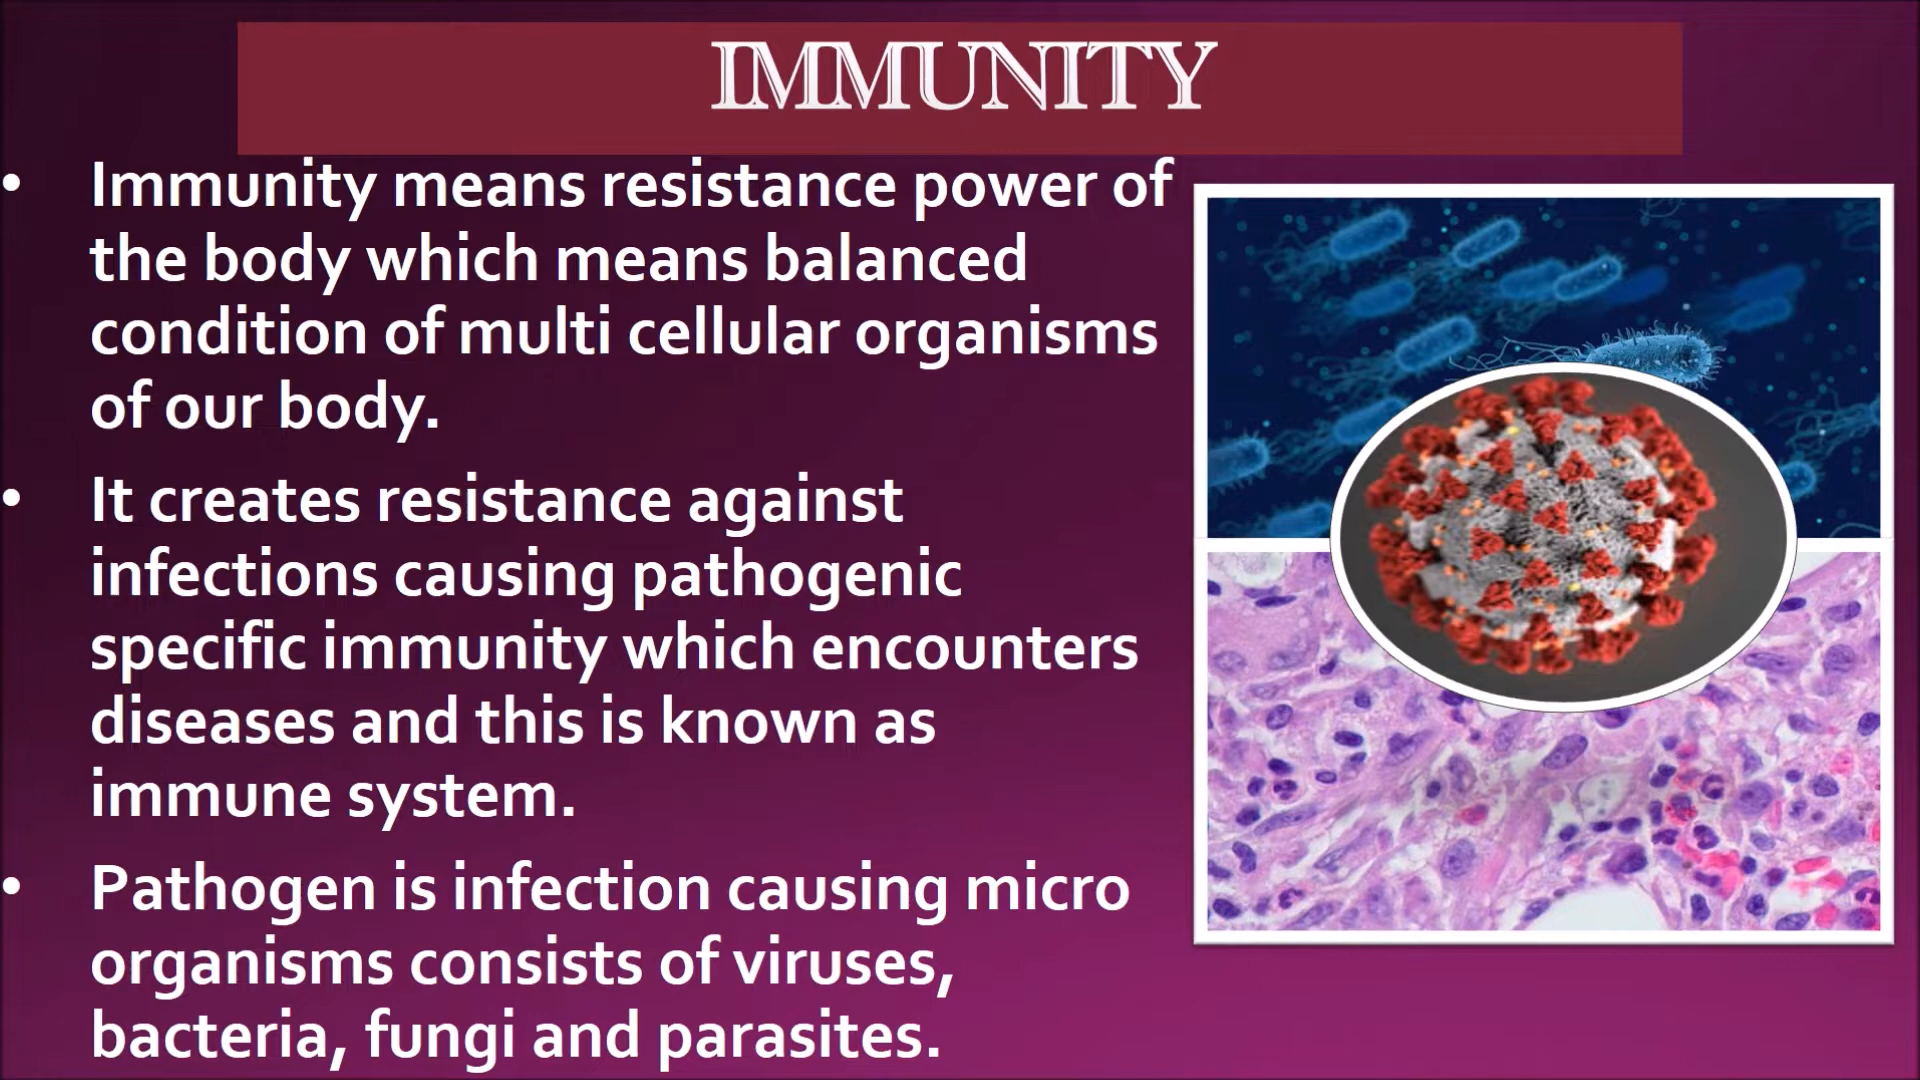 IMMUNITY
• Immunity means resistance power of
the body which means balanced
condition of multi cellular organisms
of our body.
• It creates resistance against
infections causing pathogenic
specific immunity which encounters
diseases and this is known as
immune system.
• Pathogen is infection causing micro
organisms consists of viruses,
bacteria, fungi and parasites.